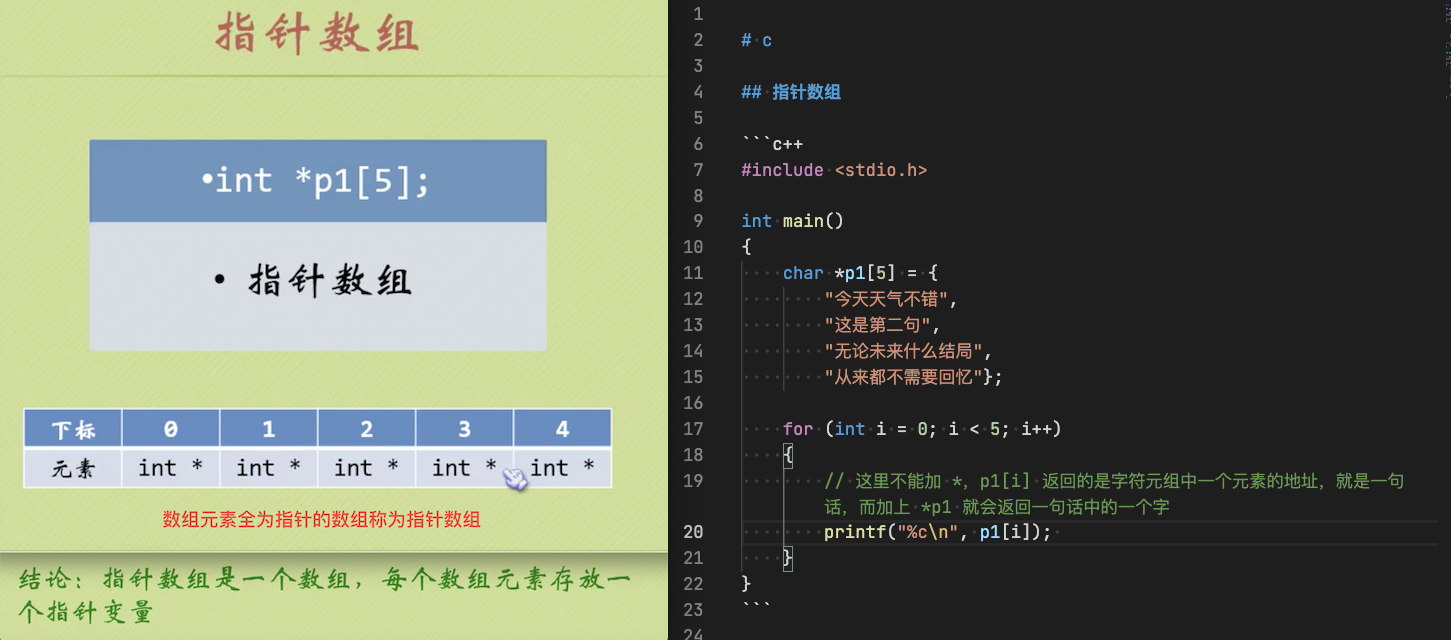 指针数组
•int *p1[5];
• 指针数组
下标 0 1 2 3 4
元素 int * int * int * int * int *
数组元素全为指针的数组称为指针数组
结论：指针数组是一个数组，每个数组元素存放一
个指针变量
1
2 # c
3
4 ## 指针数组
5
6 ```c++
7 #include <stdio.h>
8
9 int main()
10 {
11 char *p1[5] = {
12 "今天天气不错",
13 "这是第二句",
14 "无论未来什么结局",
15 "从来都不需要回忆"};
16
17 for (int i = 0; i < 5; i++)
18 {
19 // 这里不能加 *，p1[i] 返回的是字符元组中一个元素的地址，就是一句
话，而加上 *p1 就会返回一句话中的一个字
20 printf("%c\n", p1[i]);
21 }
22 }
23 ```
24